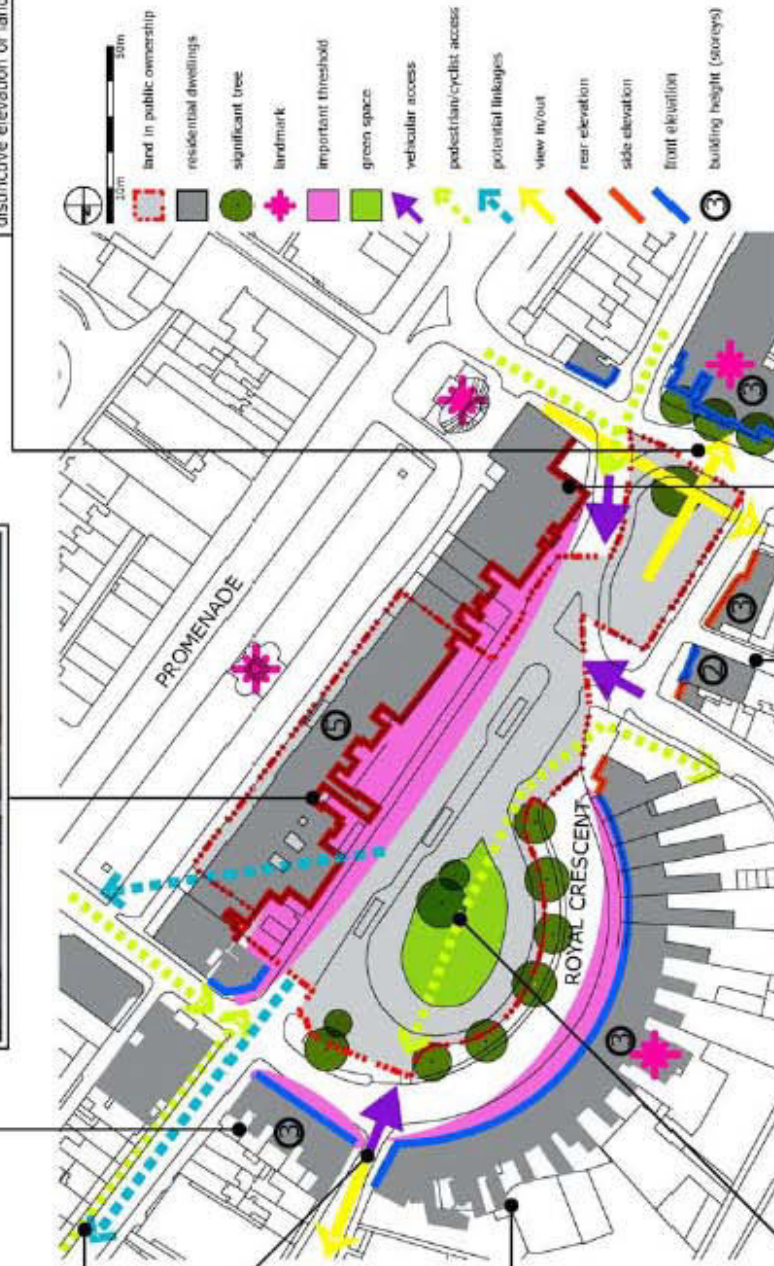 distinctive elevation of land
10m
50m
land in public ownership
residential dwellings
significant tree
landmark
important threshold
green space
vehicular access
pedestrian/cyclist access
potential linkages
view in/out
rear elevation
side elevation
front elevation
3 building height (storeys)
PROMENADE
5
ROYAL CRESCENT
3
3
3
3
2